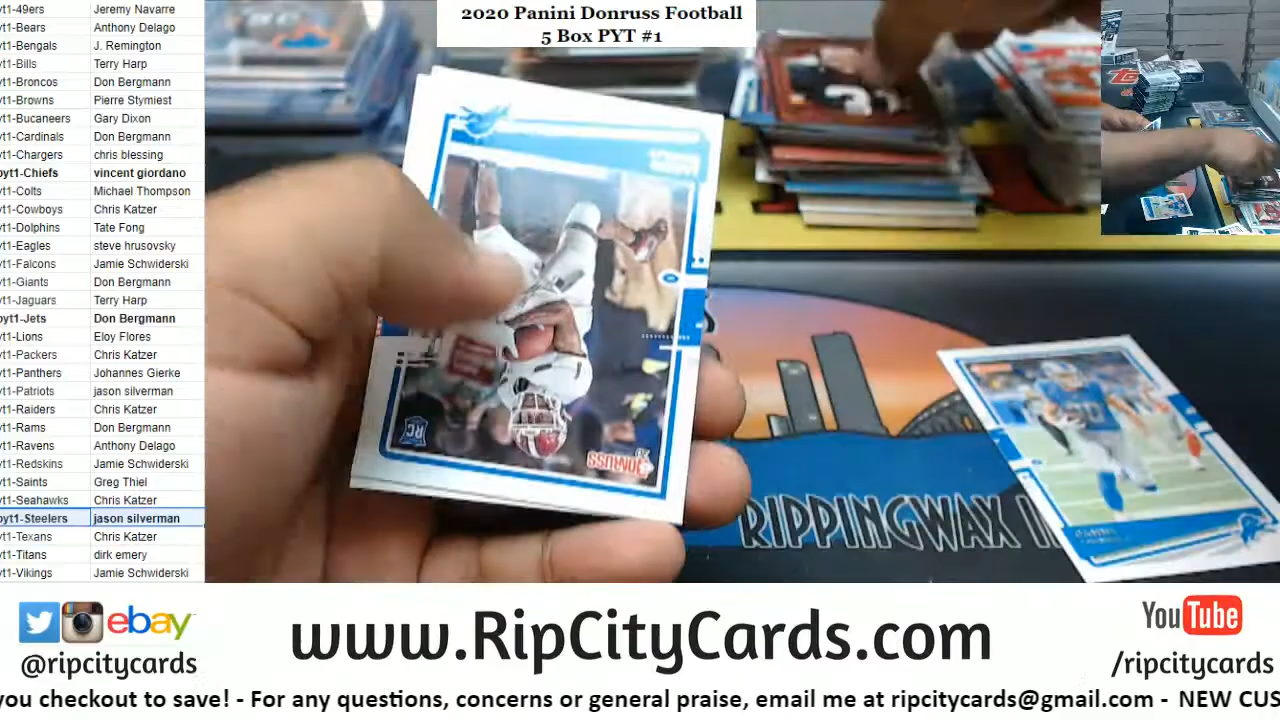 yt1-49ers Jeremy Navarre
yt1-Bears Anthony Delago
yt1-Bengals J. Remington
yt1-Bills Terry Harp
yt1-Broncos Don Bergmann
yt1-Browns Pierre Stymiest
yt1-Bucaneers Gary Dixon
yt1-Cardinals Don Bergmann
yt1-Chargers chris blessing
oyt1-Chiefs vincent giordano
yt1-Colts Michael Thompson
yt1-Cowboys Chris Katzer
yt1-Dolphins Tate Fong
yt1-Eagles steve hrusovsky
yt1-Falcons Jamie Schwiderski
yt1-Giants Don Bergmann
yt1-Jaguars Terry Harp
oyt1-Jets Don Bergmann
yt1-Lions Eloy Flores
yt1-Packers Chris Katzer
yt1-Panthers Johannes Gierke
yt1-Patriots jason silverman
yt1-Raiders Chris Katzer
yt1-Rams Don Bergmann
yt1-Ravens Anthony Delago
yt1-Redskins Jamie Schwiderski
yt1-Saints Greg Thiel
yt1-Seahawks Chris Katzer
oyt1-Steelers jason silverman
yt1-Texans Chris Katzer
yt1-Titans dirk emery
yt1-Vikings Jamie Schwiderski
2020 Panini Donruss Football
5 Box PYT #1
DONRUSS
RC
RIPPINGWAX
ebay
@ripcitycards
www.RipCityCards.com
YouTube
/ripcitycards
you checkout to save! - For any questions, concerns or general praise, email me at ripcitycards@gmail.com - NEW CUS